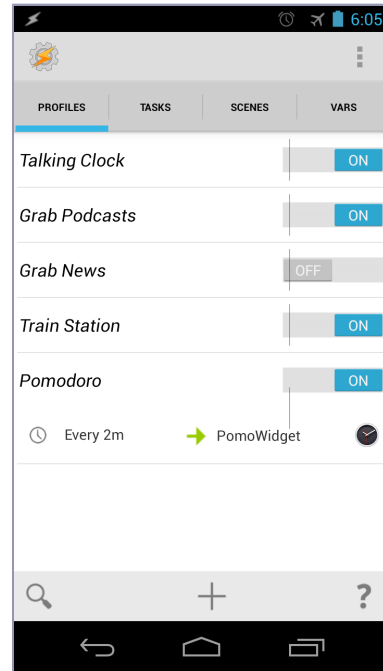 6:05
PROFILES TASKS SCENES VARS
Talking Clock ON
Grab Podcasts ON
Grab News OFF
Train Station ON
Pomodoro ON
Every 2m PomoWidget
?